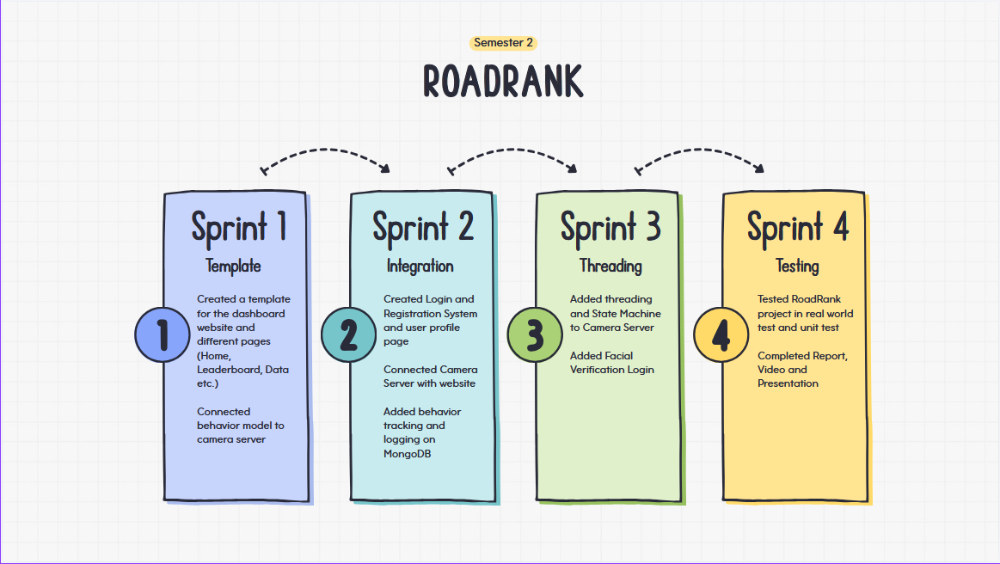 Semester 2
ROADRANK
Sprint 1
Template
1
Created a template
for the dashboard
website and
different pages
(Home,
Leaderboard, Data
etc.)
Connected
behavior model to
camera server
Sprint 2
Integration
2
Created Login and
Registration System
and user profile
page
Connected Camera
Server with website
Added behavior
tracking and
logging on
MongoDB
Sprint 3
Threading
3
Added threading
and State Machine
to Camera Server
Added Facial
Verification Login
Sprint 4
Testing
4
Tested RoadRank
project in real world
test and unit test
Completed Report,
Video and
Presentation